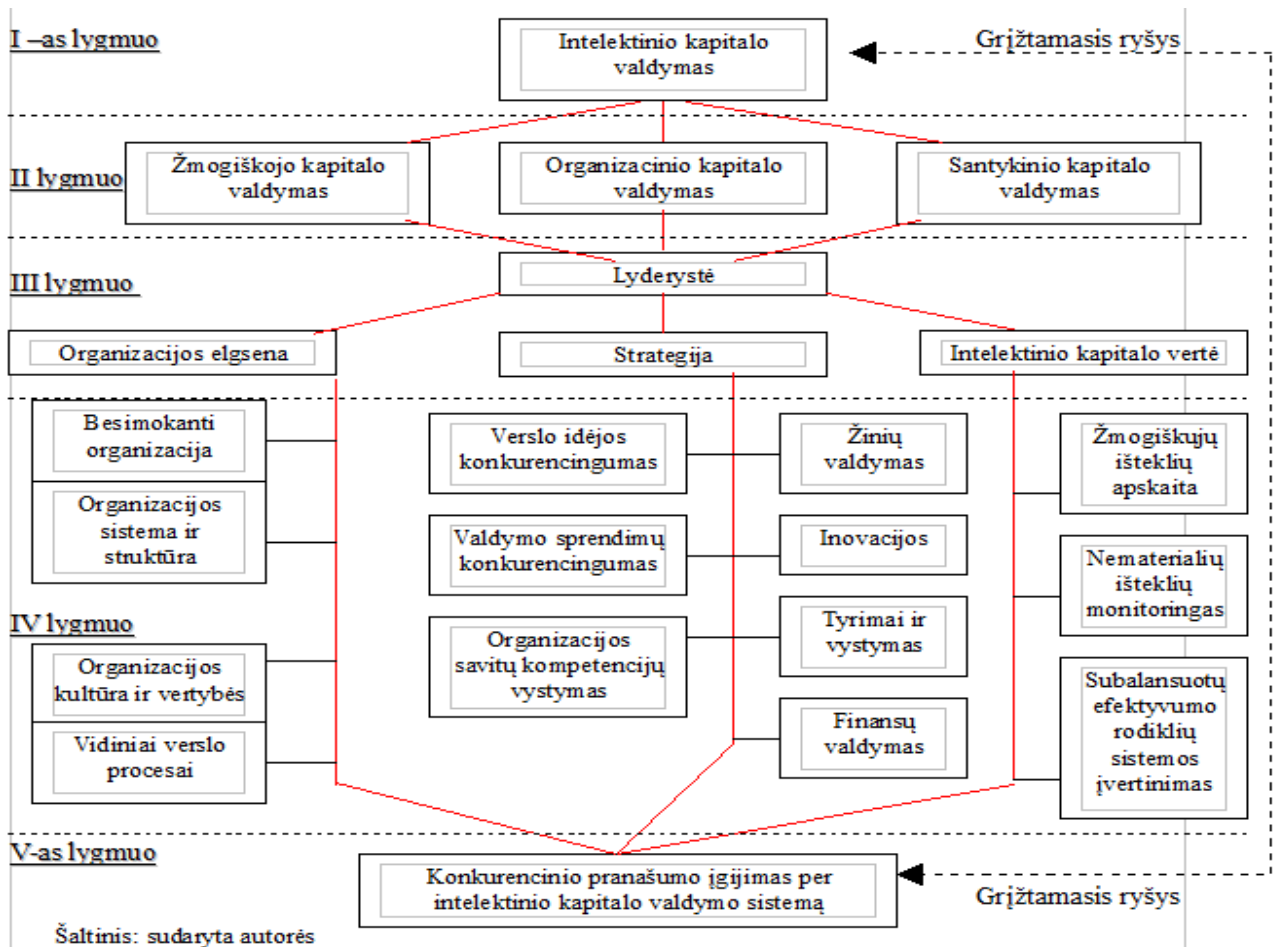 I –as lygmuo
Intelektinio kapitalo
valdymas
Grįžtamasis ryšys
II lygmuo
Žmogiškojo kapitalo
valdymas
Organizacinio kapitalo
valdymas
Santykinio kapitalo
valdymas
III lygmuo
Lyderystė
Organizacijos elgsena
Strategija
Intelektinio kapitalo vertė
Besimokanti
organizacija
Organizacijos
sistema ir
struktūra
IV lygmuo
Organizacijos
kultūra ir vertybės
Vidiniai verslo
procesai
Verslo idėjos
konkurencingumas
Valdymo sprendimų
konkurencingumas
Organizacijos
savitų kompetencijų
vystymas
Žinių
valdymas
Inovacijos
Tyrimai ir
vystymas
Finansų
valdymas
Žmogiškųjų
išteklių
apskaita
Nematerialių
išteklių
monitoringas
Subalansuotų
efektyvumo
rodiklių
sistemos
įvertinimas
V-as lygmuo
Konkurencinio pranašumo įgijimas per
intelektinio kapitalo valdymo sistemą
Grįžtamasis ryšys
Šaltinis: sudaryta autorės